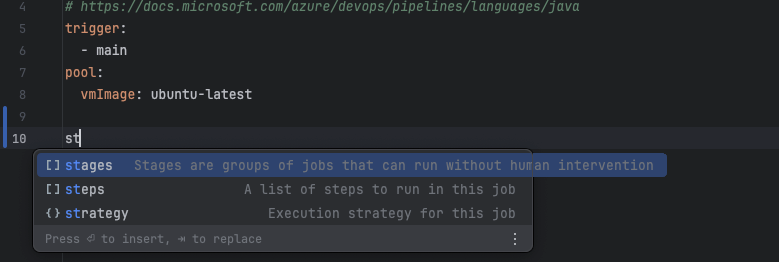 4 # https://docs.microsoft.com/azure/devops/pipelines/languages/java
5 trigger:
6 - main
7 pool:
8 vmImage: ubuntu-latest
9
10 st
[] stages Stages are groups of jobs that can run without human intervention
[] steps A list of steps to run in this job
{} strategy Execution strategy for this job
Press ⏎ to insert, ⇥ to replace